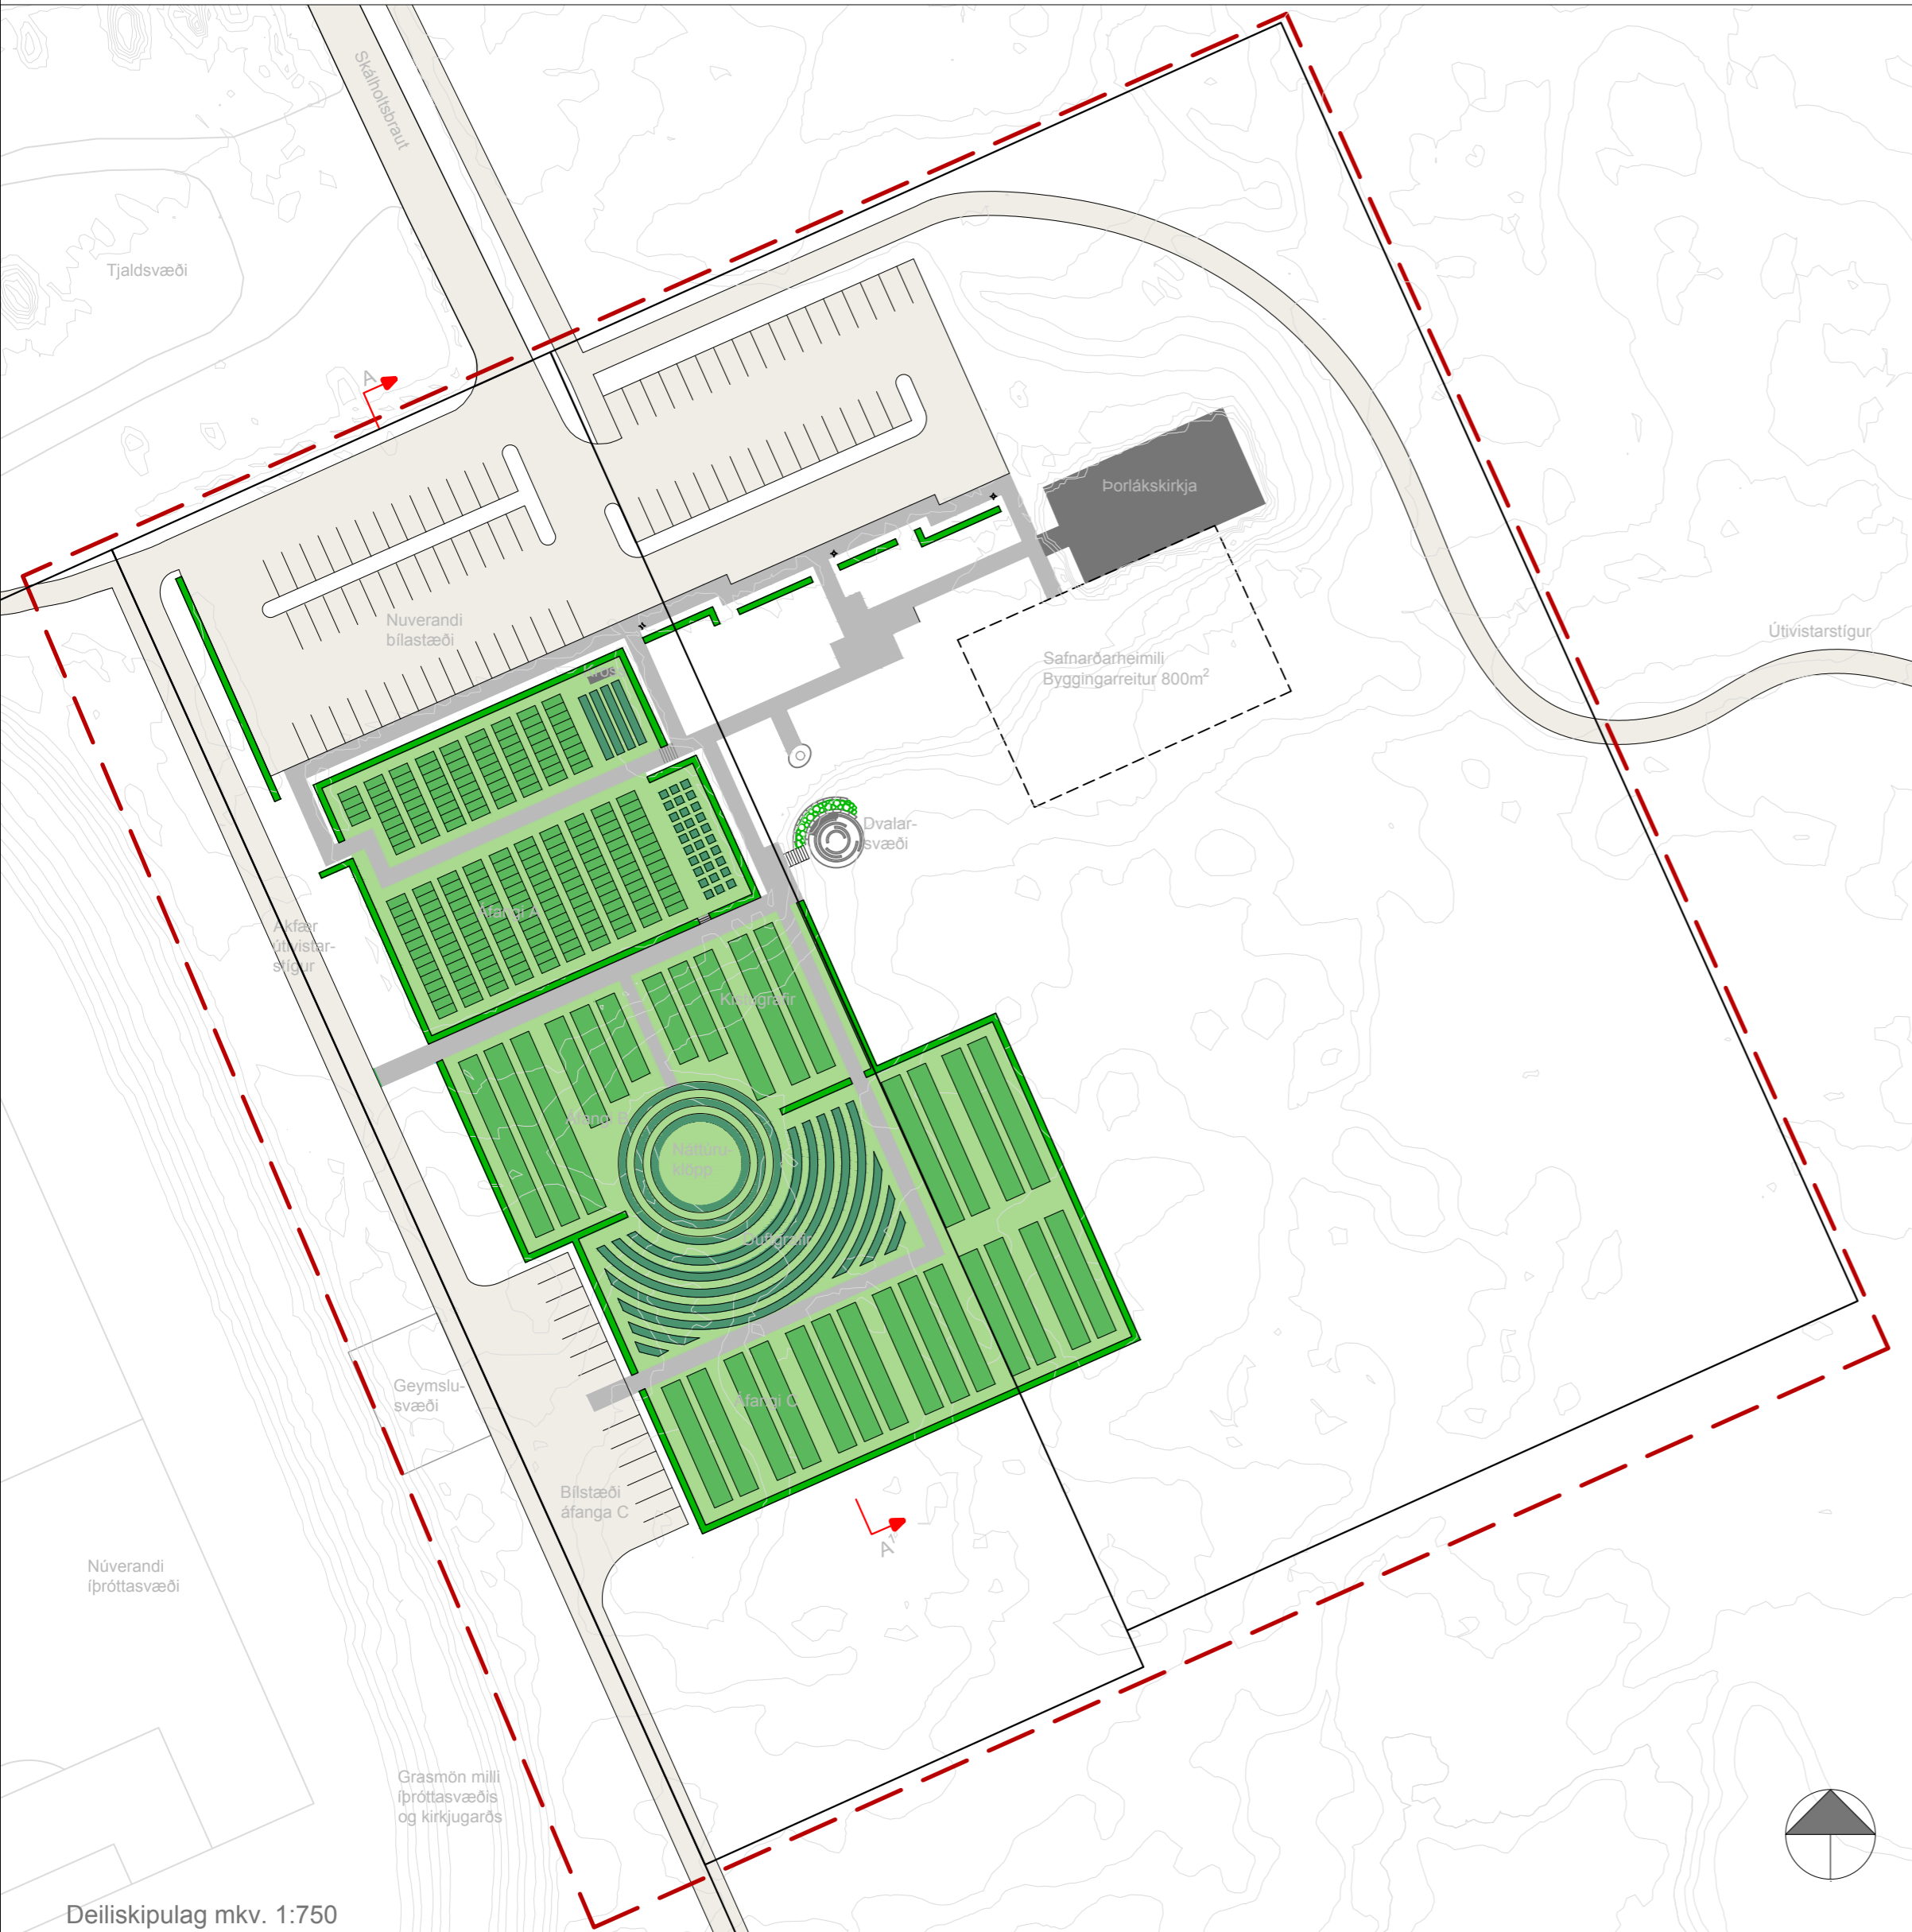 Skálholtsbraut
Tjaldsvæði
A
Þorlákskirkja
Nuverandi
bílastæði
Útivistarstígur
Safnarðarheimili
Byggingarreitur 800m²
Dvalar-
svæði
Áfangi A
Akfær
útivistar-
stígur
Kistugrafir
Áfangi B
Náttúru-
klöpp
Duftgrafir
Geymslu-
svæði
Áfangi C
Bílstæði
áfanga C
A'
Núverandi
íþróttasvæði
Grasmön milli
íþróttasvæðis
og kirkjugarðs
Deiliskipulag mkv. 1:750